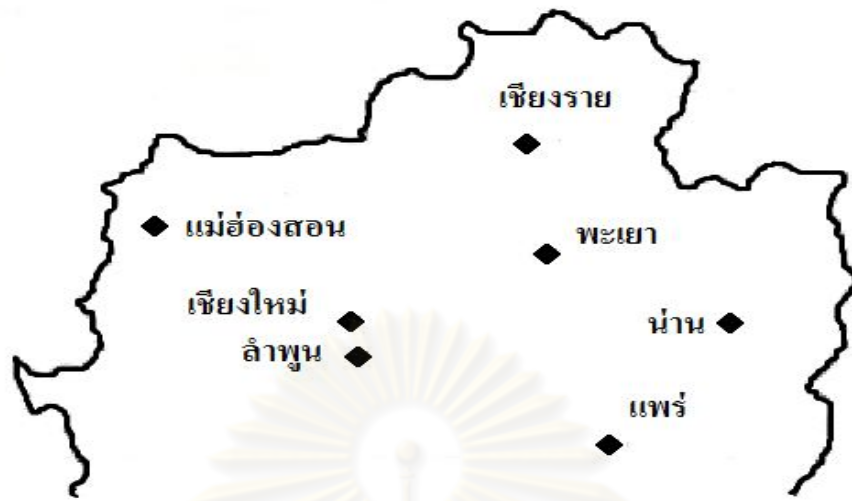 เชียงราย
แม่ฮ่องสอน
พะเยา
เชียงใหม่
น่าน
ลำพูน
แพร่